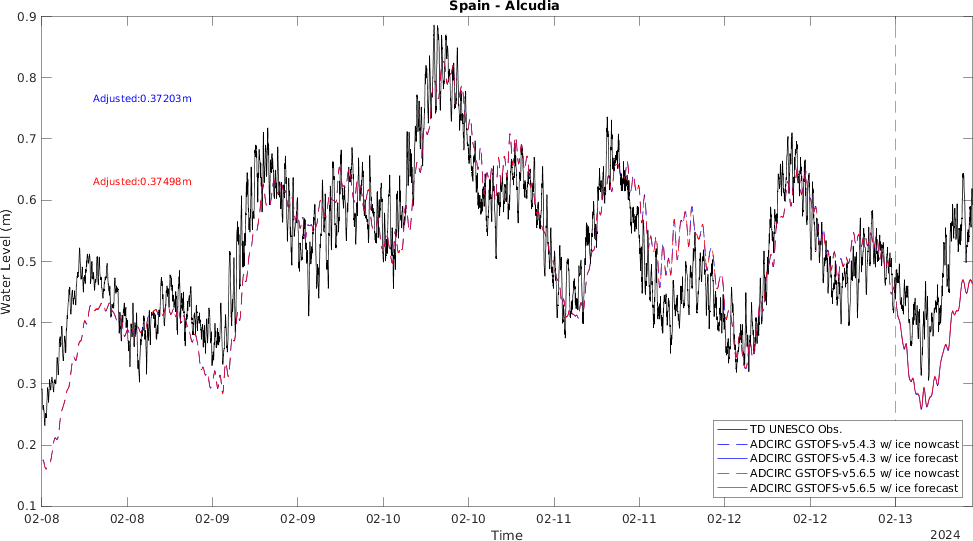 Spain - Alcudia
0.9
0.8
0.7
0.6
0.5
0.4
0.3
0.2
0.1
Water Level (m)
Adjusted:0.37203m
Adjusted:0.37498m
TD UNESCO Obs.
ADCIRC GSTOFS-v5.4.3 w/ ice nowcast
ADCIRC GSTOFS-v5.4.3 w/ ice forecast
ADCIRC GSTOFS-v5.6.5 w/ ice nowcast
ADCIRC GSTOFS-v5.6.5 w/ ice forecast
02-08 02-08 02-09 02-09 02-10 02-10 02-11 02-11 02-12 02-12 02-13
Time
2024